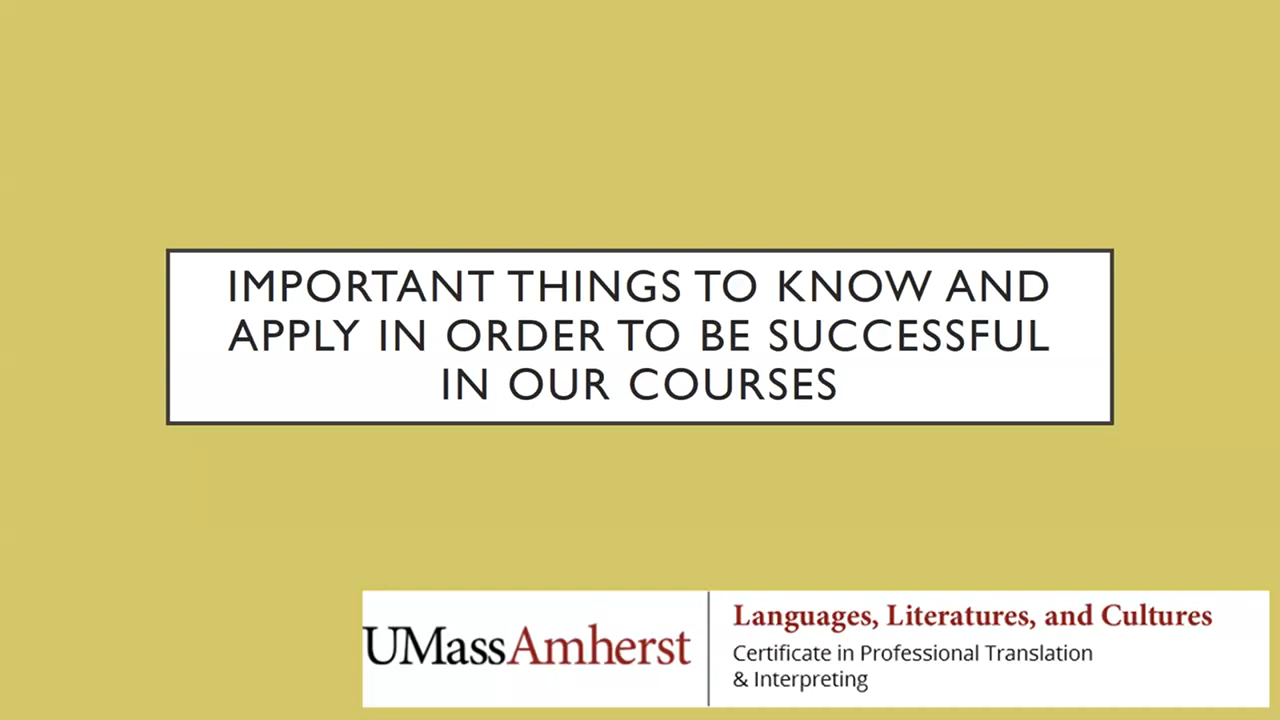 IMPORTANT THINGS TO KNOW AND
APPLY IN ORDER TO BE SUCCESSFUL
IN OUR COURSES
UMassAmherst
Languages, Literatures, and Cultures
Certificate in Professional Translation
& Interpreting